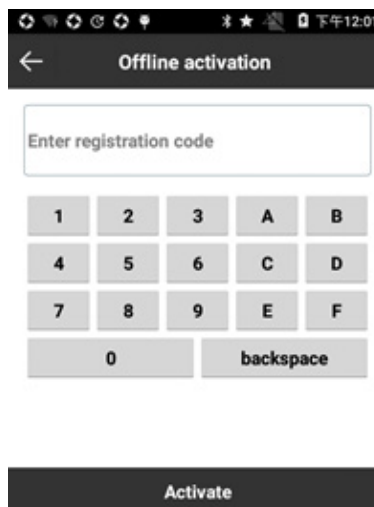 下午12:01
Offline activation
Enter registration code
1 2 3 A B
4 5 6 C D
7 8 9 E F
0 backspace
Activate